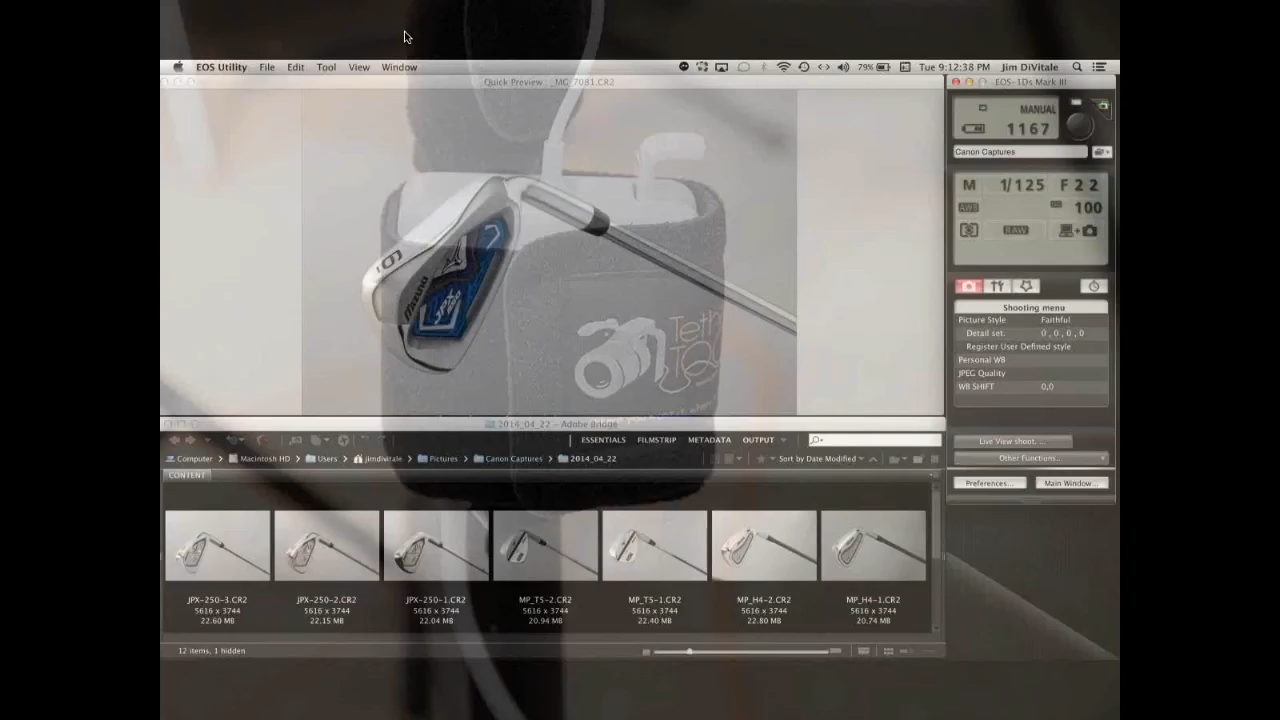 EOS Utility File Edit Tool View Window 79% Tue 9:12:38 PM Jim DiVitale
Quick Preview : _MG_7081.CR2
EOS-1Ds Mark III
MANUAL
1167
Canon Captures
M 1/125 F22
AWB ISO 100
RAW
Shooting menu
Picture Style Faithful
Detail set. 0,0,0,0
Register User Defined style
Personal WB
JPEG Quality
WB SHIFT 0,0
Live View shoot. ...
Other Functions...
Preferences... Main Window...
6
MIZUNO
JPX
Teth
2014_04_22 – Adobe Bridge
ESSENTIALS FILMSTRIP METADATA OUTPUT
Computer > Macintosh HD > Users > jimdivitale > Pictures > Canon Captures > 2014_04_22 Sort by Date Modified
CONTENT
JPX-250-3.CR2 JPX-250-2.CR2 JPX-250-1.CR2 MP_T5-2.CR2 MP_T5-1.CR2 MP_H4-2.CR2 MP_H4-1.CR2
5616 x 3744 5616 x 3744 5616 x 3744 5616 x 3744 5616 x 3744 5616 x 3744 5616 x 3744
22.60 MB 22.15 MB 22.04 MB 20.94 MB 22.40 MB 22.80 MB 20.74 MB
12 items, 1 hidden